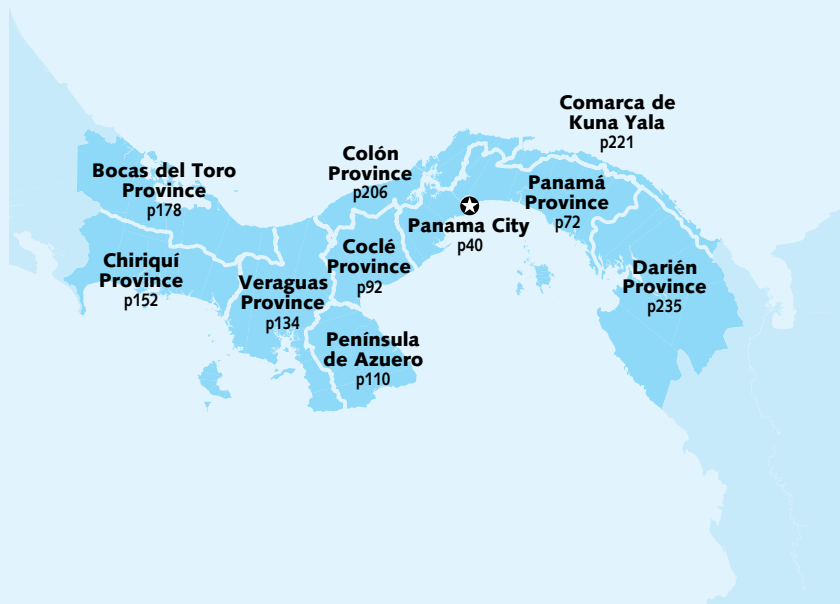 Comarca de
Kuna Yala
p221
Colón
Province
p206
Bocas del Toro
Province
p178
Panamá
Province
p72
Panama City
p40
Coclé
Province
p92
Chiriquí
Province
p152
Veraguas
Province
p134
Darién
Province
p235
Península
de Azuero
p110